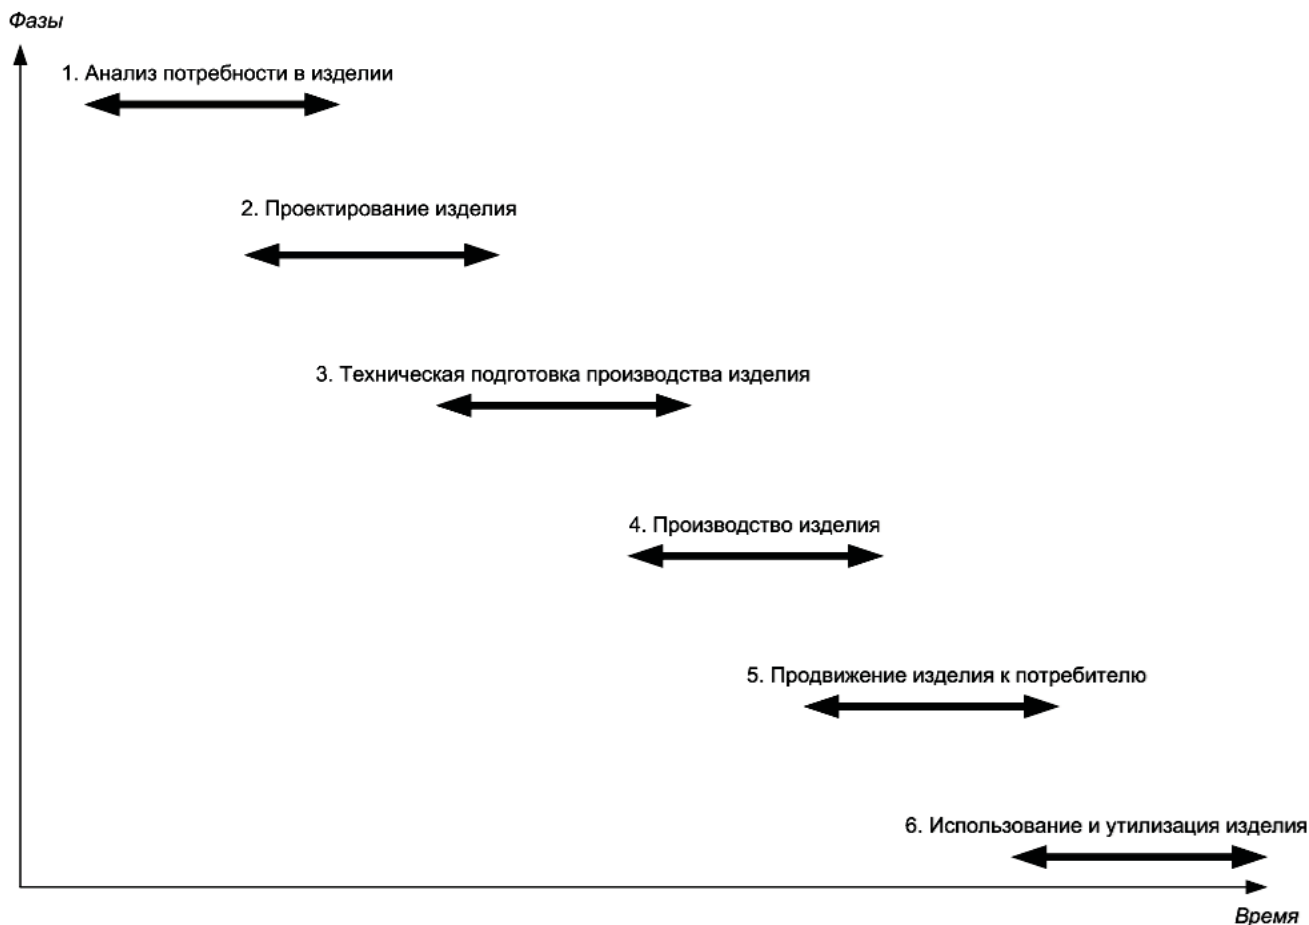 Фазы
1. Анализ потребности в изделии
2. Проектирование изделия
3. Техническая подготовка производства изделия
4. Производство изделия
5. Продвижение изделия к потребителю
6. Использование и утилизация изделия
Время